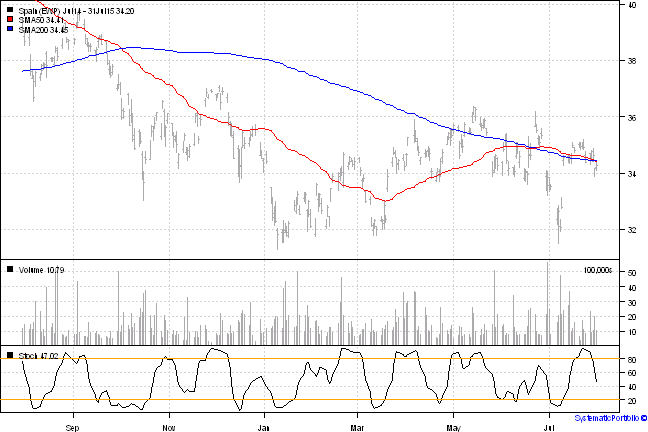 Spain (EWP) Jul14 - 31Jul15 34.20
SMA50 34.41
SMA200 34.45
40
38
36
34
32
Volume 10.79
100,000s
50
40
30
20
10
Stoch 47.02
80
60
40
20
Sep
Nov
Jan
Mar
May
Jul
SystematicPortfolio ©